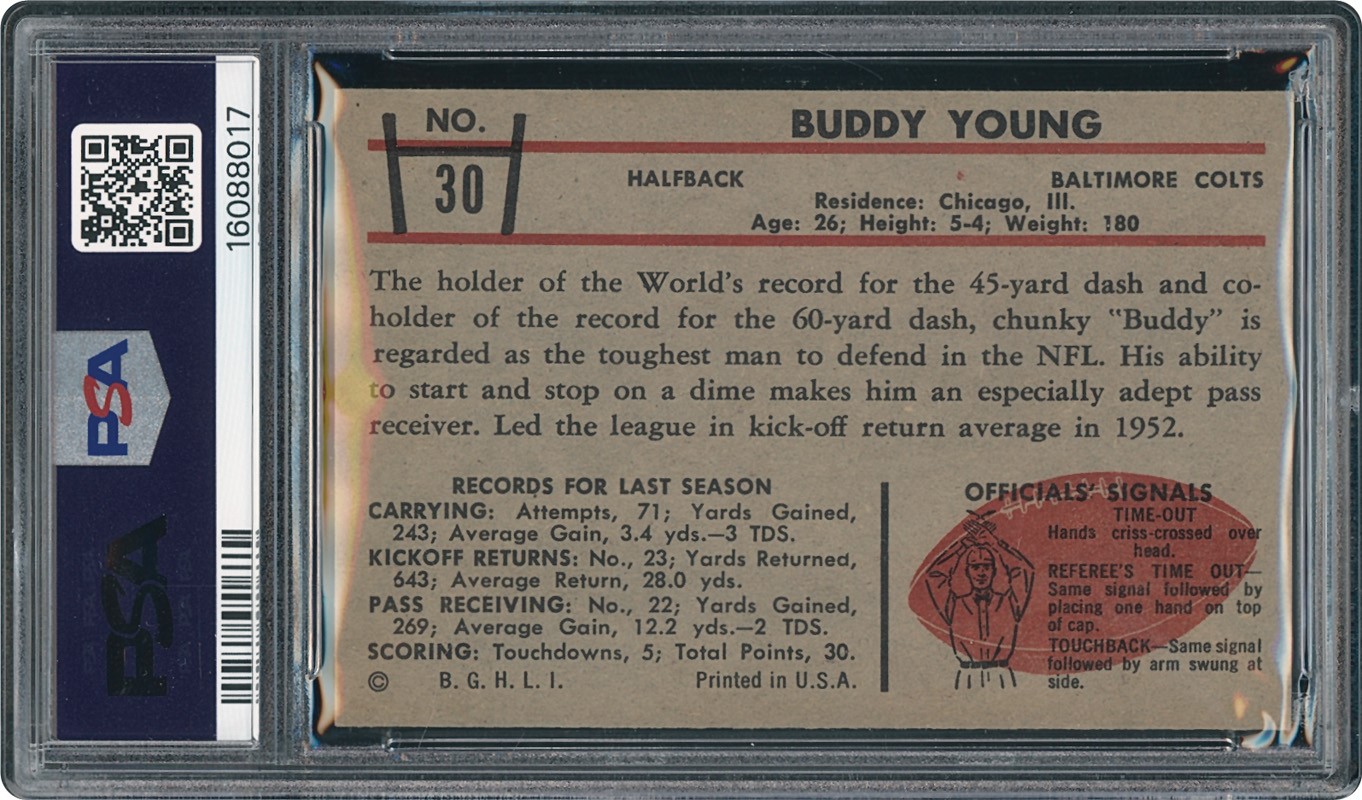 16088017
PSA
PSA
NO.
30
BUDDY YOUNG
HALFBACK BALTIMORE COLTS
Residence: Chicago, Ill.
Age: 26; Height: 5-4; Weight: 180
The holder of the World's record for the 45-yard dash and co-
holder of the record for the 60-yard dash, chunky "Buddy" is
regarded as the toughest man to defend in the NFL. His ability
to start and stop on a dime makes him an especially adept pass
receiver. Led the league in kick-off return average in 1952.
RECORDS FOR LAST SEASON
CARRYING: Attempts, 71; Yards Gained,
243; Average Gain, 3.4 yds.—3 TDS.
KICKOFF RETURNS: No., 23; Yards Returned,
643; Average Return, 28.0 yds.
PASS RECEIVING: No., 22; Yards Gained,
269; Average Gain, 12.2 yds.—2 TDS.
SCORING: Touchdowns, 5; Total Points, 30.
© B. G. H. L. I. Printed in U.S.A.
OFFICIALS' SIGNALS
TIME-OUT
Hands criss-crossed over
head.
REFEREE'S TIME OUT—
Same signal followed by
placing one hand on top
of cap.
TOUCHBACK—Same signal
followed by arm swung at
side.